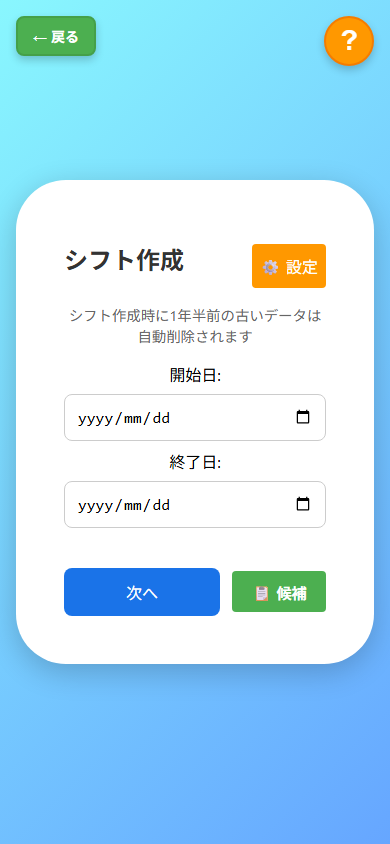 ←戻る
?
シフト作成
⚙️ 設定
シフト作成時に1年半前の古いデータは
自動削除されます
開始日:
yyyy/mm/dd
終了日:
yyyy/mm/dd
次へ
📋 候補